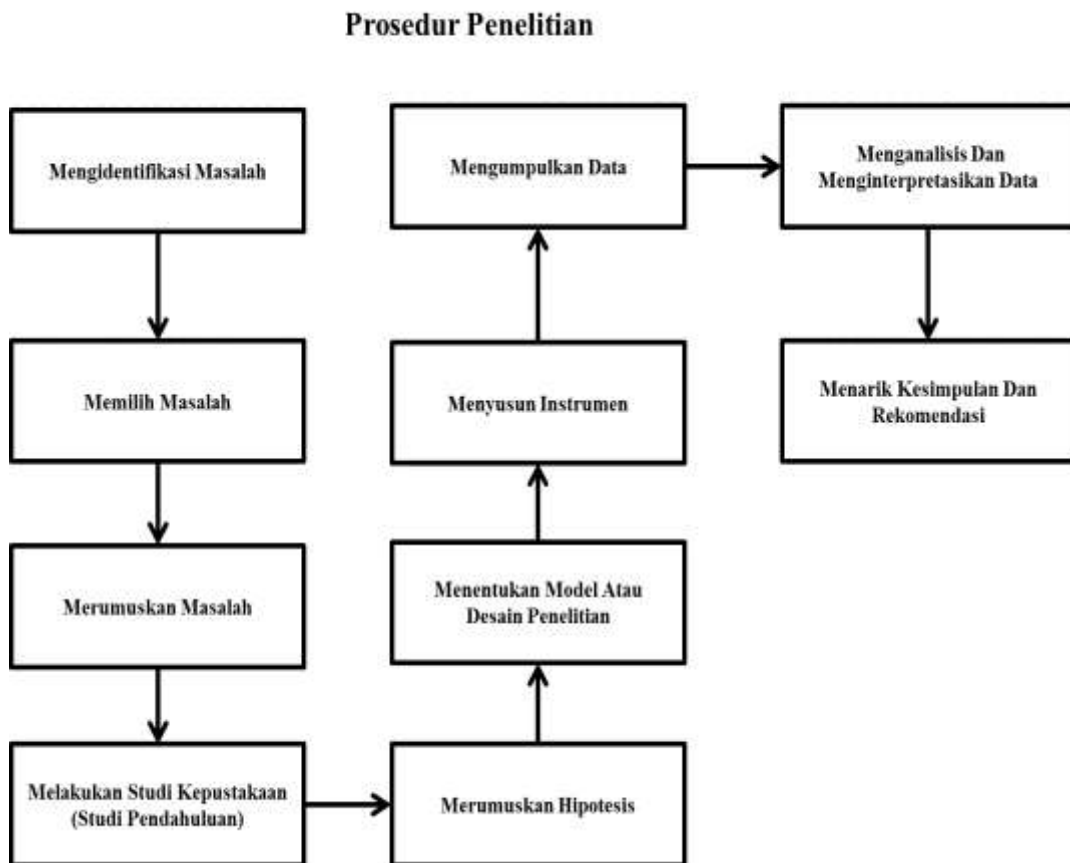 Prosedur Penelitian
Mengidentifikasi Masalah
Memilih Masalah
Merumuskan Masalah
Melakukan Studi Kepustakaan
(Studi Pendahuluan)
Merumuskan Hipotesis
Menentukan Model Atau
Desain Penelitian
Menyusun Instrumen
Mengumpulkan Data
Menganalisis Dan
Menginterpretasikan Data
Menarik Kesimpulan Dan
Rekomendasi